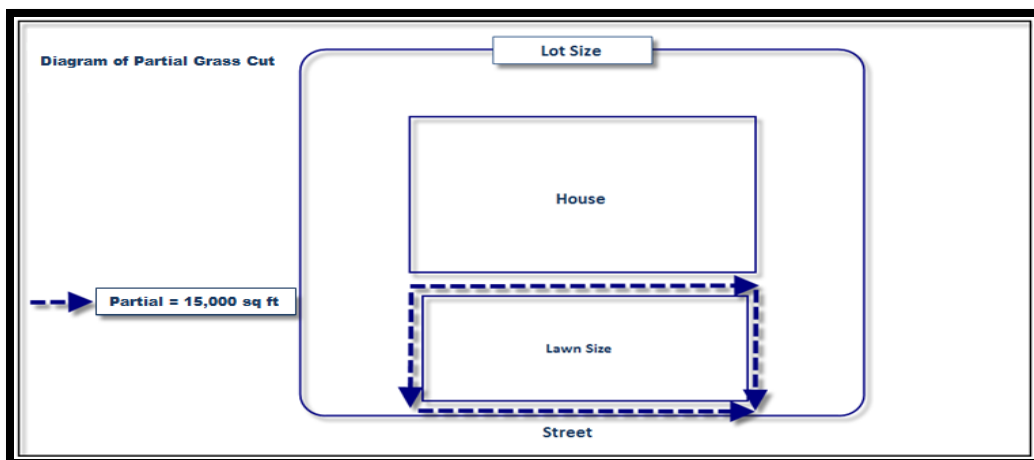 Lot Size
Diagram of Partial Grass Cut
House
Partial = 15,000 sq ft
Lawn Size
Street